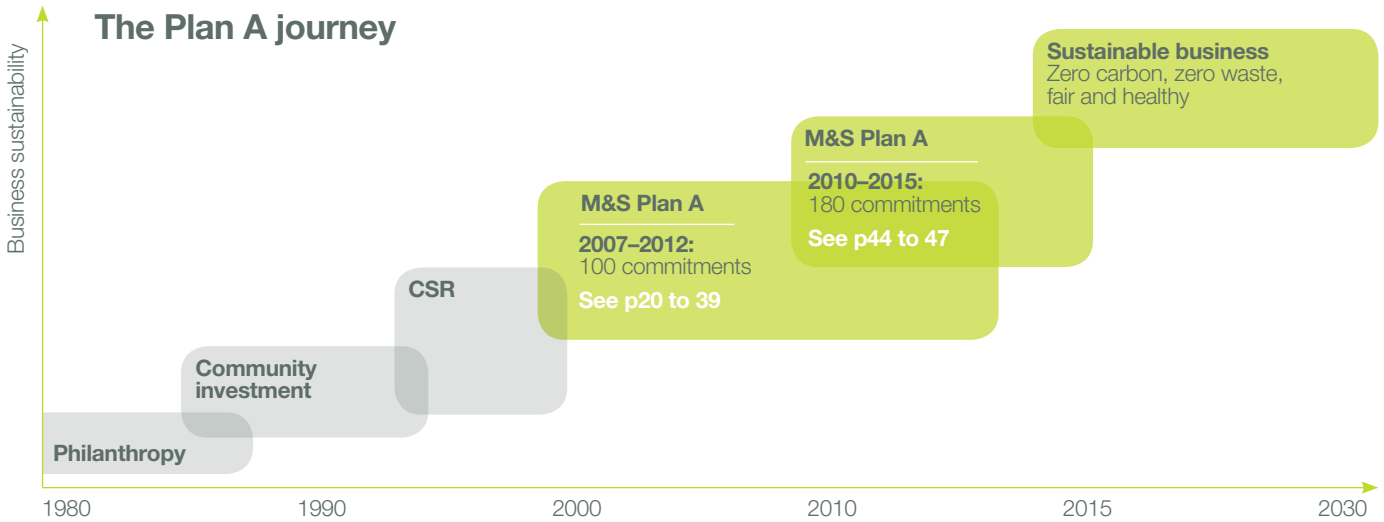 The Plan A journey
Business sustainability
Sustainable business
Zero carbon, zero waste,
fair and healthy
M&S Plan A
2010–2015:
180 commitments
See p44 to 47
M&S Plan A
2007–2012:
100 commitments
See p20 to 39
CSR
Community
investment
Philanthropy
1980 1990 2000 2010 2015 2030